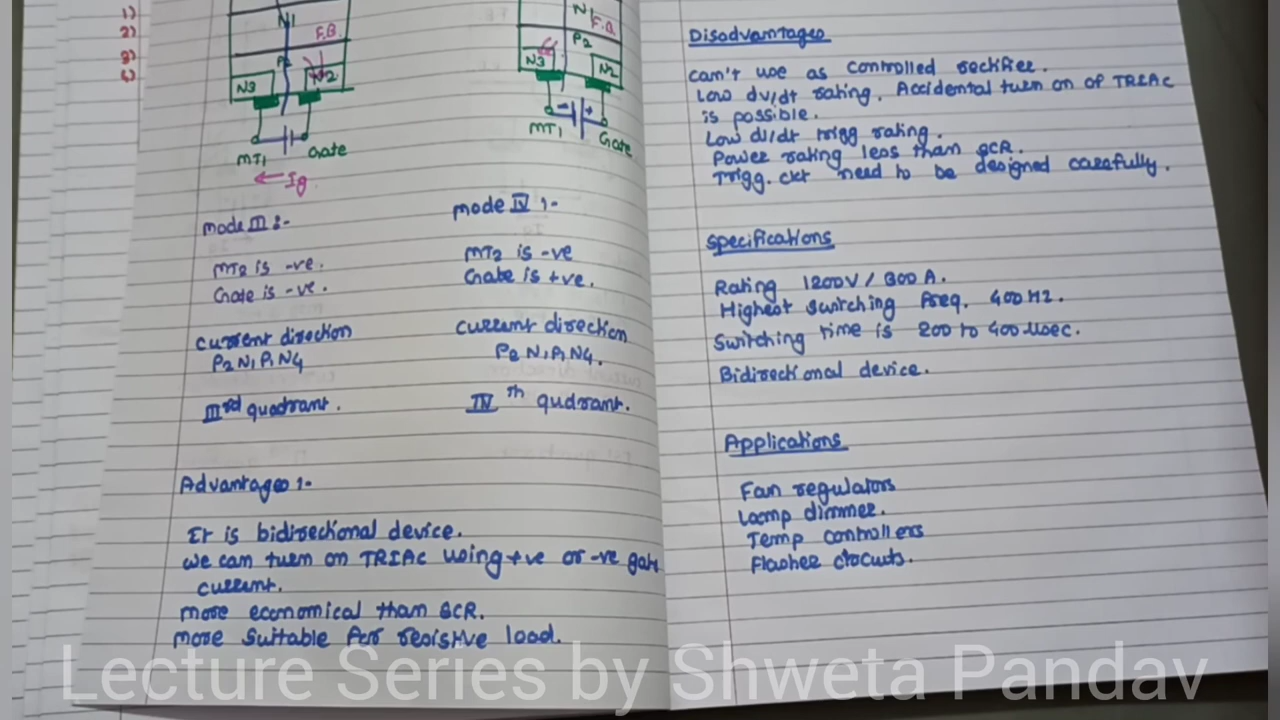 1)
2)
3)
4)
N1
F.B.
P2
N3
N2
MT1
Gate
Ig
mode III :-
MT2 is -ve.
Gate is -ve.
current direction
P2 N1 P1 N4
IIIrd quadrant.
N1
F.B.
P2
N3
N2
MT1
- +
Gate
mode IV :-
MT2 is -ve
Gate is +ve.
current direction
P2 N1 P1 N4.
IV th qudrant.
Advantages :-
It is bidirectional device.
we can turn on TRIAC using +ve or -ve gate
current.
more economical than SCR.
more suitable for resistive load.
Disadvantages
can't use as controlled rectifier.
Low dv/dt rating. Accidental turn on of TRIAC
is possible.
Low di/dt trigg rating.
Power rating less than SCR.
Trigg. ckt need to be designed carefully.
Specifications
Rating 1200V / 300 A.
Highest switching freq. 400 Hz.
Switching time is 200 to 400 μsec.
Bidirectional device.
Applications
Fan regulators
Lamp dimmer.
Temp controllers
Flasher circuits.
Lecture Series by Shweta Pandav